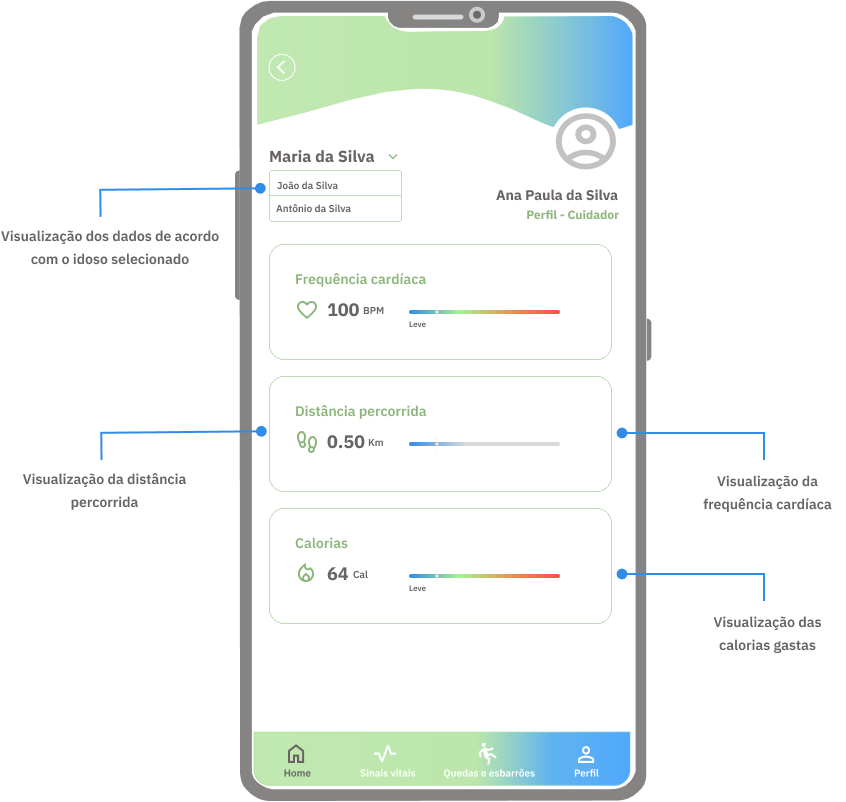 Maria da Silva
João da Silva
Antônio da Silva
Ana Paula da Silva
Perfil - Cuidador
Visualização dos dados de acordo
com o idoso selecionado
Frequência cardíaca
100 BPM
Leve
Distância percorrida
0.50 Km
Visualização da distância
percorrida
Visualização da
frequência cardíaca
Calorias
64 Cal
Leve
Visualização das
calorias gastas
Home
Sinais vitais
Quedas e esbarrões
Perfil